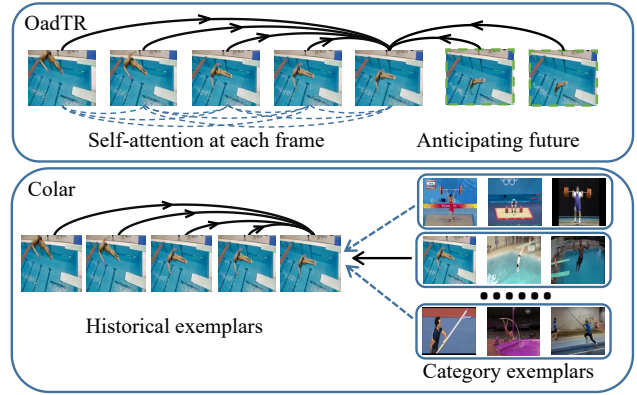 OadTR
Self-attention at each frame
Anticipating future
Colar
Historical exemplars
Category exemplars